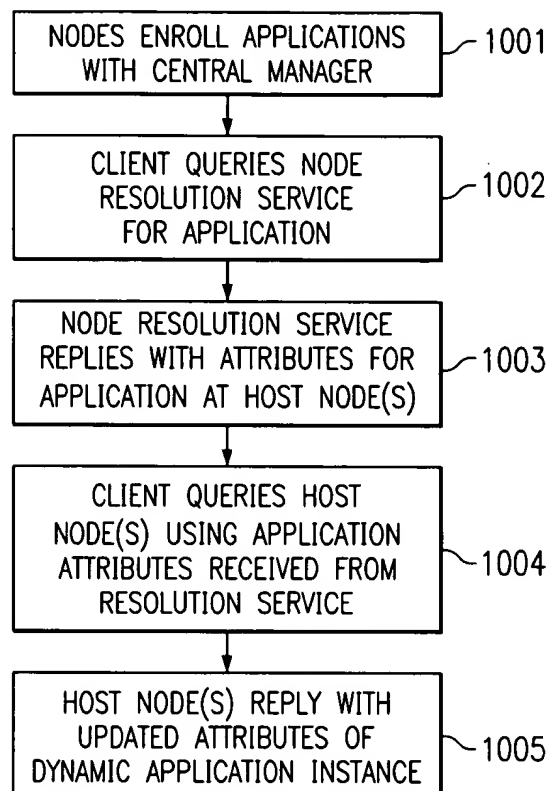 NODES ENROLL APPLICATIONS
WITH CENTRAL MANAGER
1001
CLIENT QUERIES NODE
RESOLUTION SERVICE
FOR APPLICATION
1002
NODE RESOLUTION SERVICE
REPLIES WITH ATTRIBUTES FOR
APPLICATION AT HOST NODE(S)
1003
CLIENT QUERIES HOST
NODE(S) USING APPLICATION
ATTRIBUTES RECEIVED FROM
RESOLUTION SERVICE
1004
HOST NODE(S) REPLY WITH
UPDATED ATTRIBUTES OF
DYNAMIC APPLICATION INSTANCE
1005